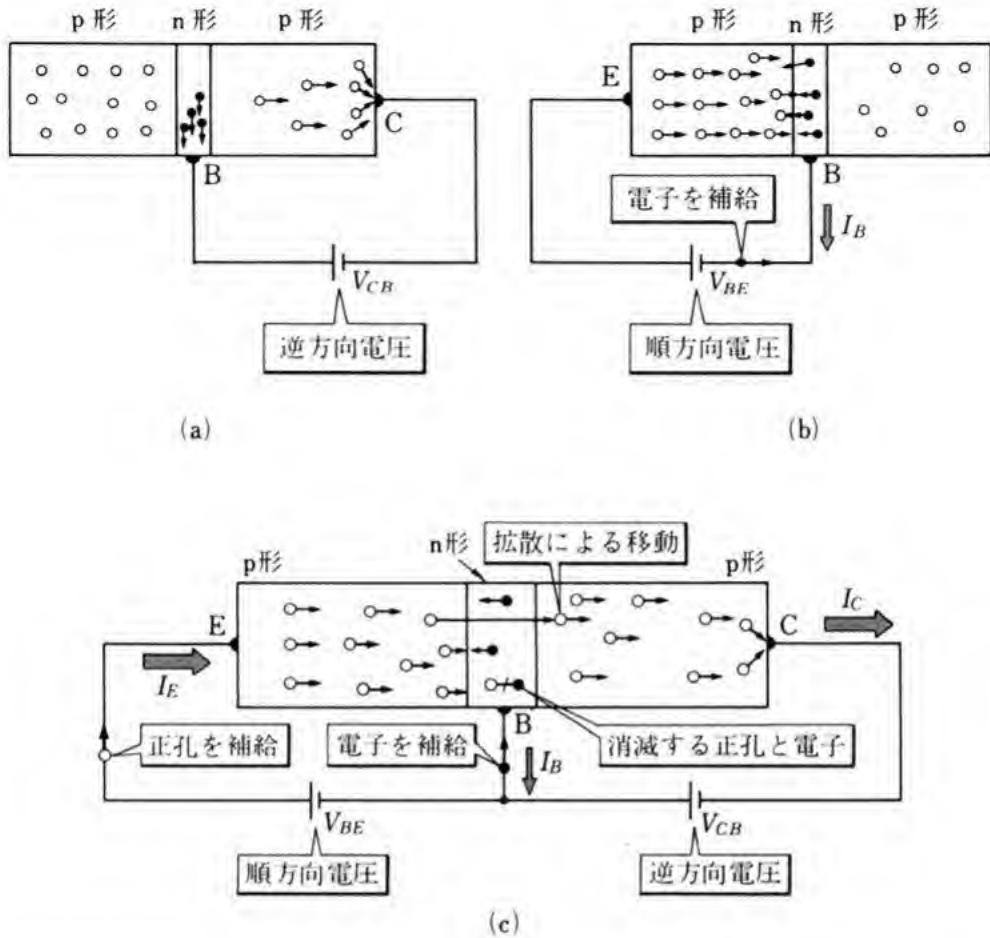 p形 n形 p形
C
B
V_CB
逆方向電圧
(a)
p形 n形 p形
E
B
電子を補給
I_B
V_BE
順方向電圧
(b)
n形 拡散による移動
p形 p形
E C I_C
I_E
B
正孔を補給 電子を補給 I_B 消滅する正孔と電子
V_BE V_CB
順方向電圧 逆方向電圧
(c)